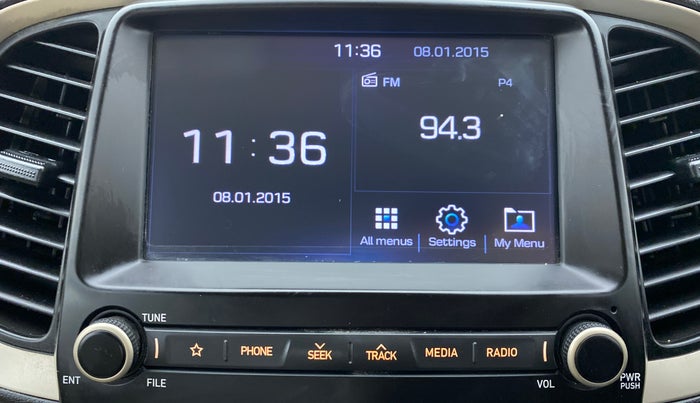 11:36 08.01.2015
FM P4
94.3
11:36
08.01.2015
All menus Settings My Menu
TUNE
☆ PHONE SEEK TRACK MEDIA RADIO
ENT FILE VOL PWR
PUSH